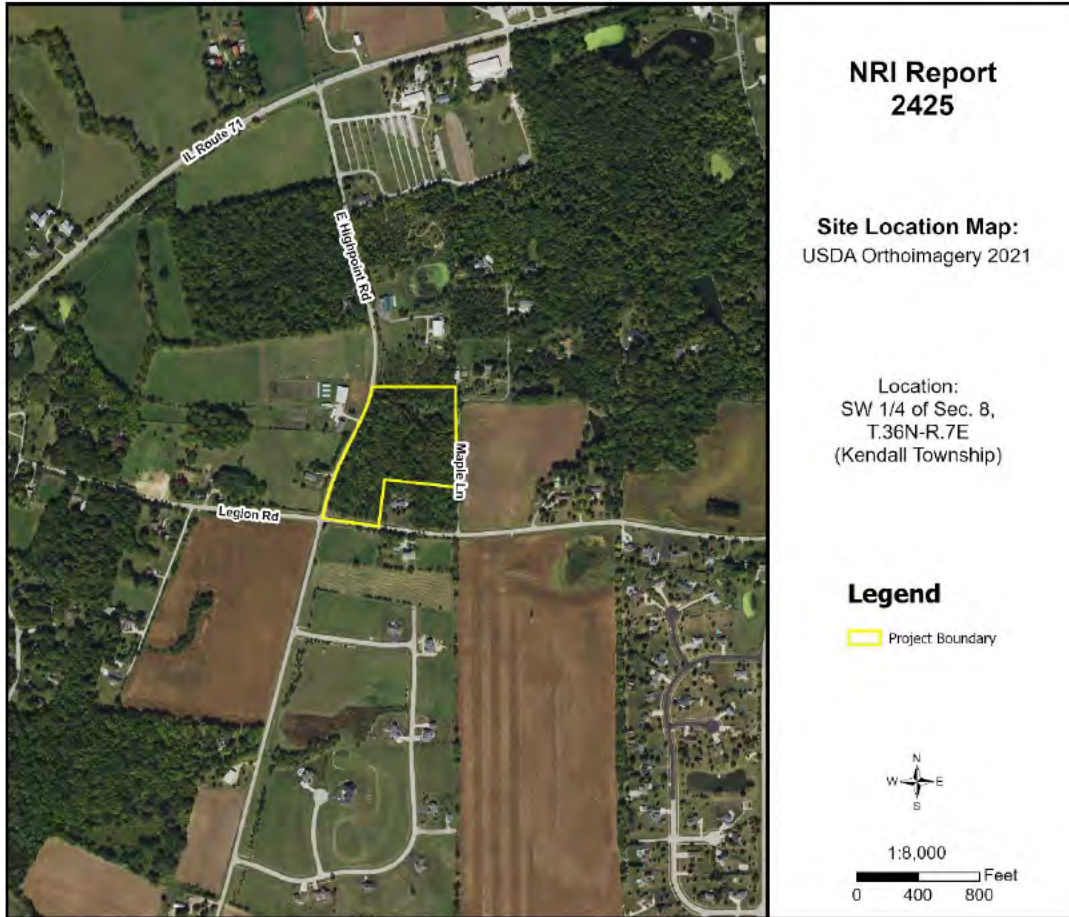 IL Route 71
E Highpoint Rd
Maple Ln
Legion Rd
NRI Report
2425
Site Location Map:
USDA Orthoimagery 2021
Location:
SW 1/4 of Sec. 8,
T.36N-R.7E
(Kendall Township)
Legend
Project Boundary
N
W E
S
1:8,000
Feet
0 400 800